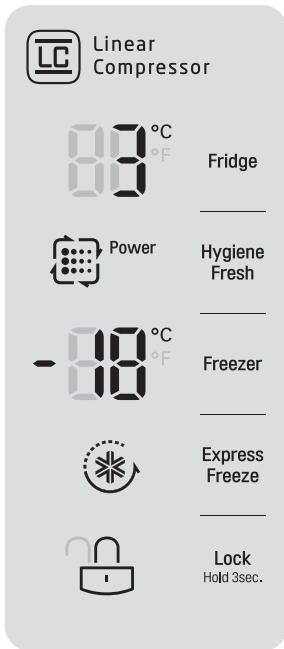 LC Linear
Compressor
3 °C
°F
Fridge
Power
Hygiene
Fresh
-18 °C
°F
Freezer
Express
Freeze
Lock
Hold 3sec.